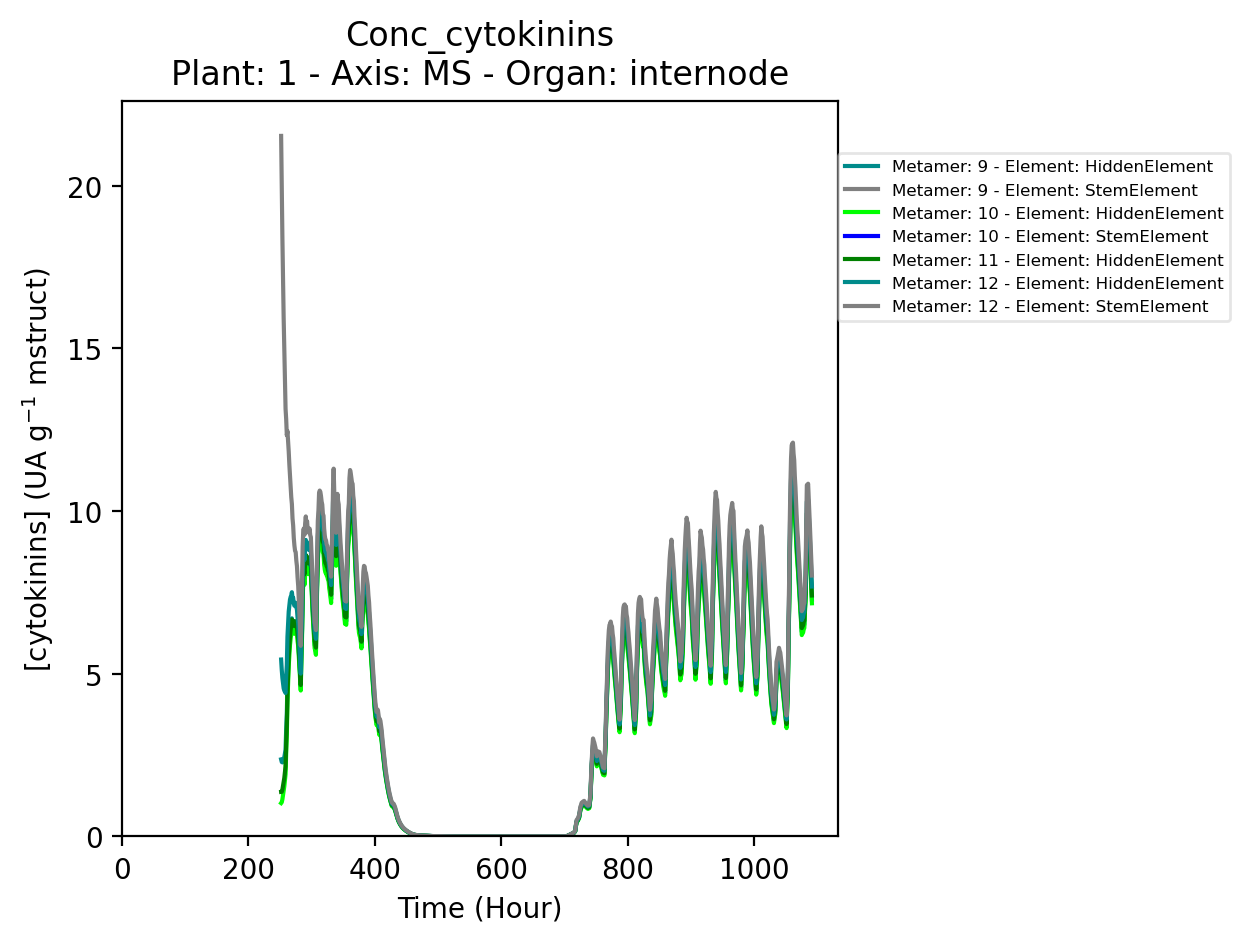 Conc_cytokinins
Plant: 1 - Axis: MS - Organ: internode
[cytokinins] (UA g⁻¹ mstruct)
20
15
10
5
0
0 200 400 600 800 1000
Time (Hour)
Metamer: 9 - Element: HiddenElement
Metamer: 9 - Element: StemElement
Metamer: 10 - Element: HiddenElement
Metamer: 10 - Element: StemElement
Metamer: 11 - Element: HiddenElement
Metamer: 12 - Element: HiddenElement
Metamer: 12 - Element: StemElement